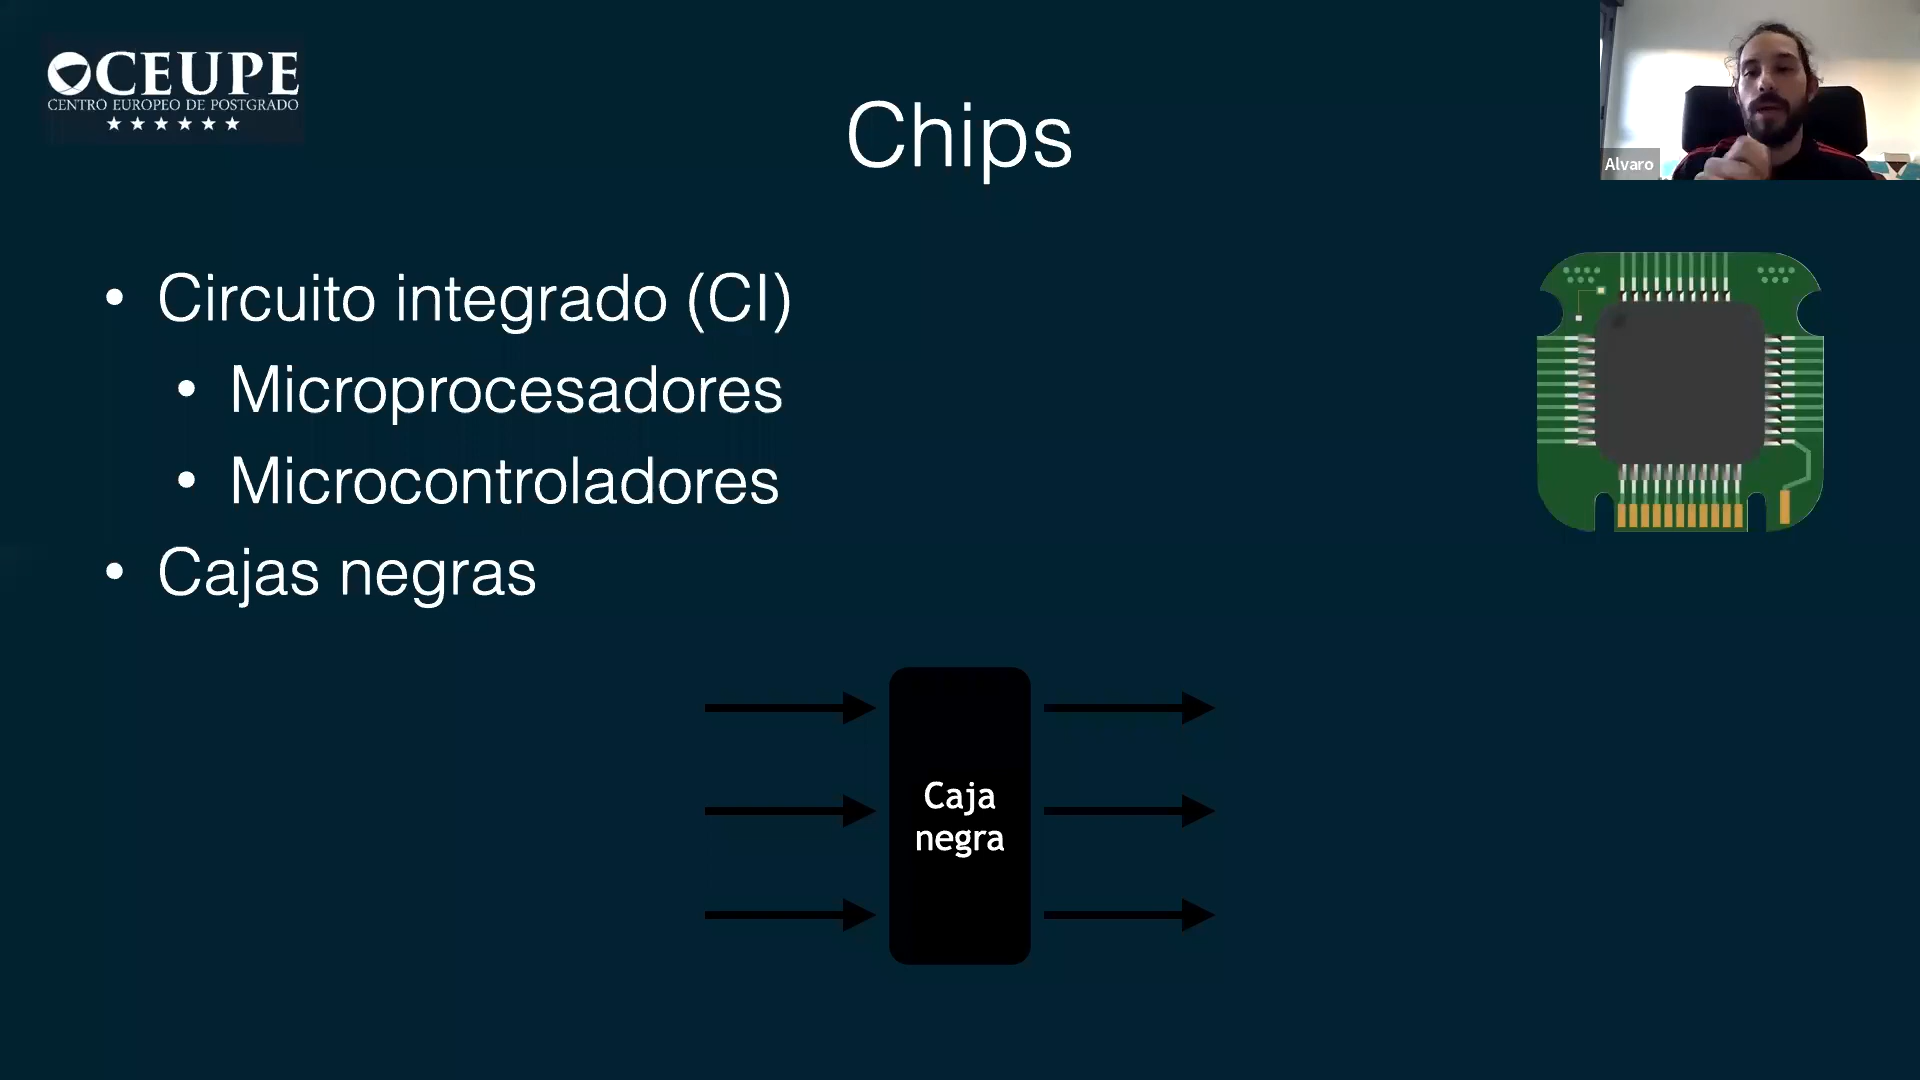 CEUPE
CENTRO EUROPEO DE POSTGRADO
Chips
Alvaro
• Circuito integrado (CI)
• Microprocesadores
• Microcontroladores
• Cajas negras
Caja
negra